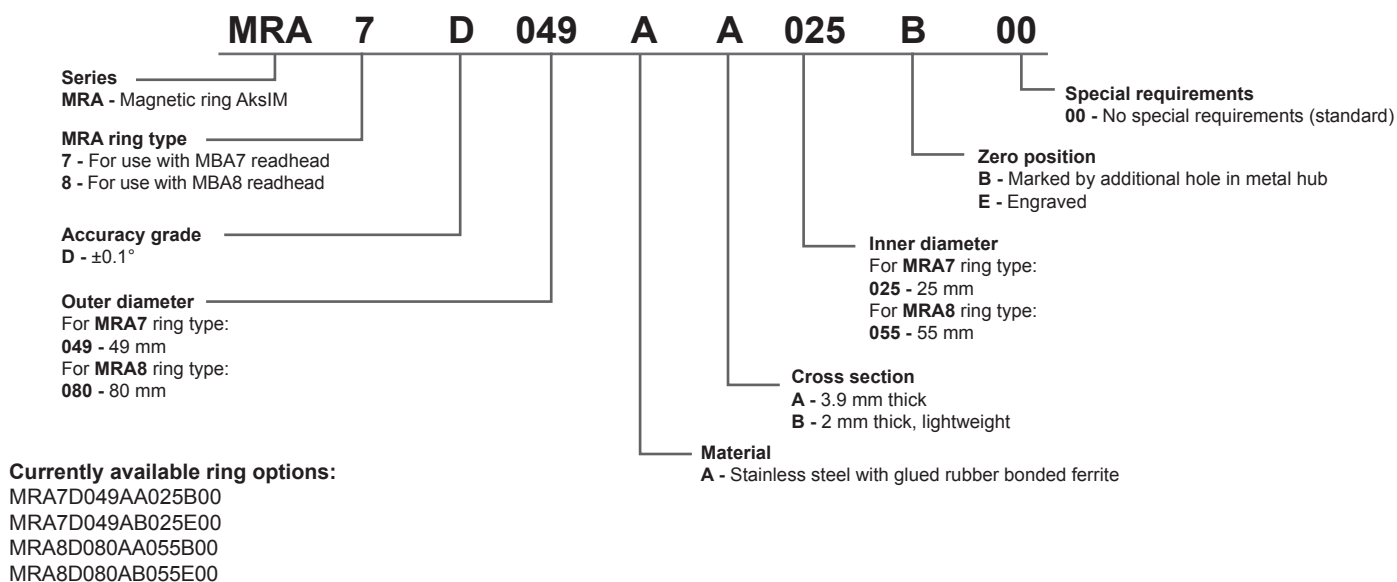 MRA 7 D 049 A A 025 B 00
Series
MRA - Magnetic ring AksIM
MRA ring type
7 - For use with MBA7 readhead
8 - For use with MBA8 readhead
Accuracy grade
D - ±0.1°
Outer diameter
For MRA7 ring type:
049 - 49 mm
For MRA8 ring type:
080 - 80 mm
Special requirements
00 - No special requirements (standard)
Zero position
B - Marked by additional hole in metal hub
E - Engraved
Inner diameter
For MRA7 ring type:
025 - 25 mm
For MRA8 ring type:
055 - 55 mm
Cross section
A - 3.9 mm thick
B - 2 mm thick, lightweight
Material
A - Stainless steel with glued rubber bonded ferrite
Currently available ring options:
MRA7D049AA025B00
MRA7D049AB025E00
MRA8D080AA055B00
MRA8D080AB055E00